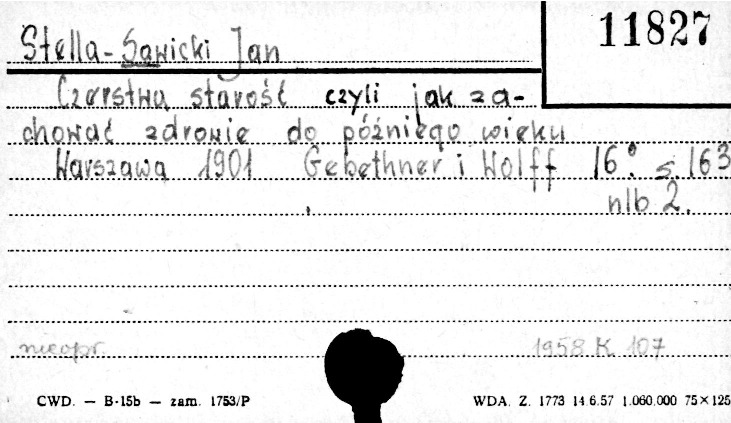 11827
Stella-Sawicki Jan
Czerstwa starość czyli jak za-
chować zdrowie do późniego wieku
Warszawa 1901 Gebethner i Wolff 16° s. 163
nlb 2.
nieopr. 1958 K 107
CWD. — B-15b — zam. 1753/P WDA. Z. 1773 14 6.57 1.060.000 75×125